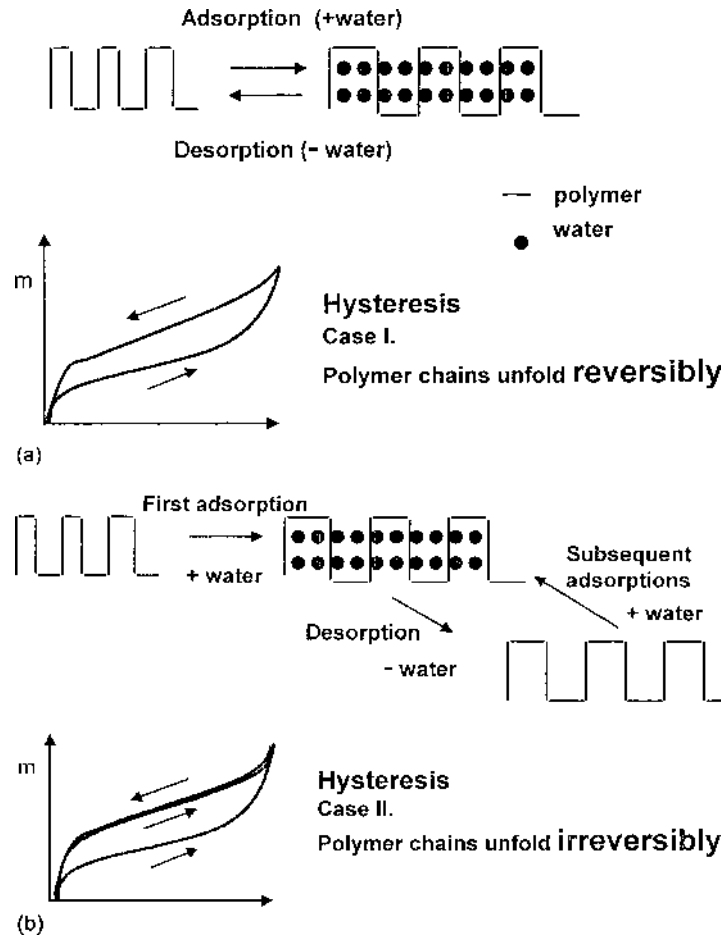 Adsorption (+water)
Desorption (– water)
polymer
water
m
Hysteresis
Case I.
Polymer chains unfold reversibly
(a)
First adsorption
+ water
Subsequent
adsorptions
+ water
Desorption
- water
m
Hysteresis
Case II.
Polymer chains unfold irreversibly
(b)